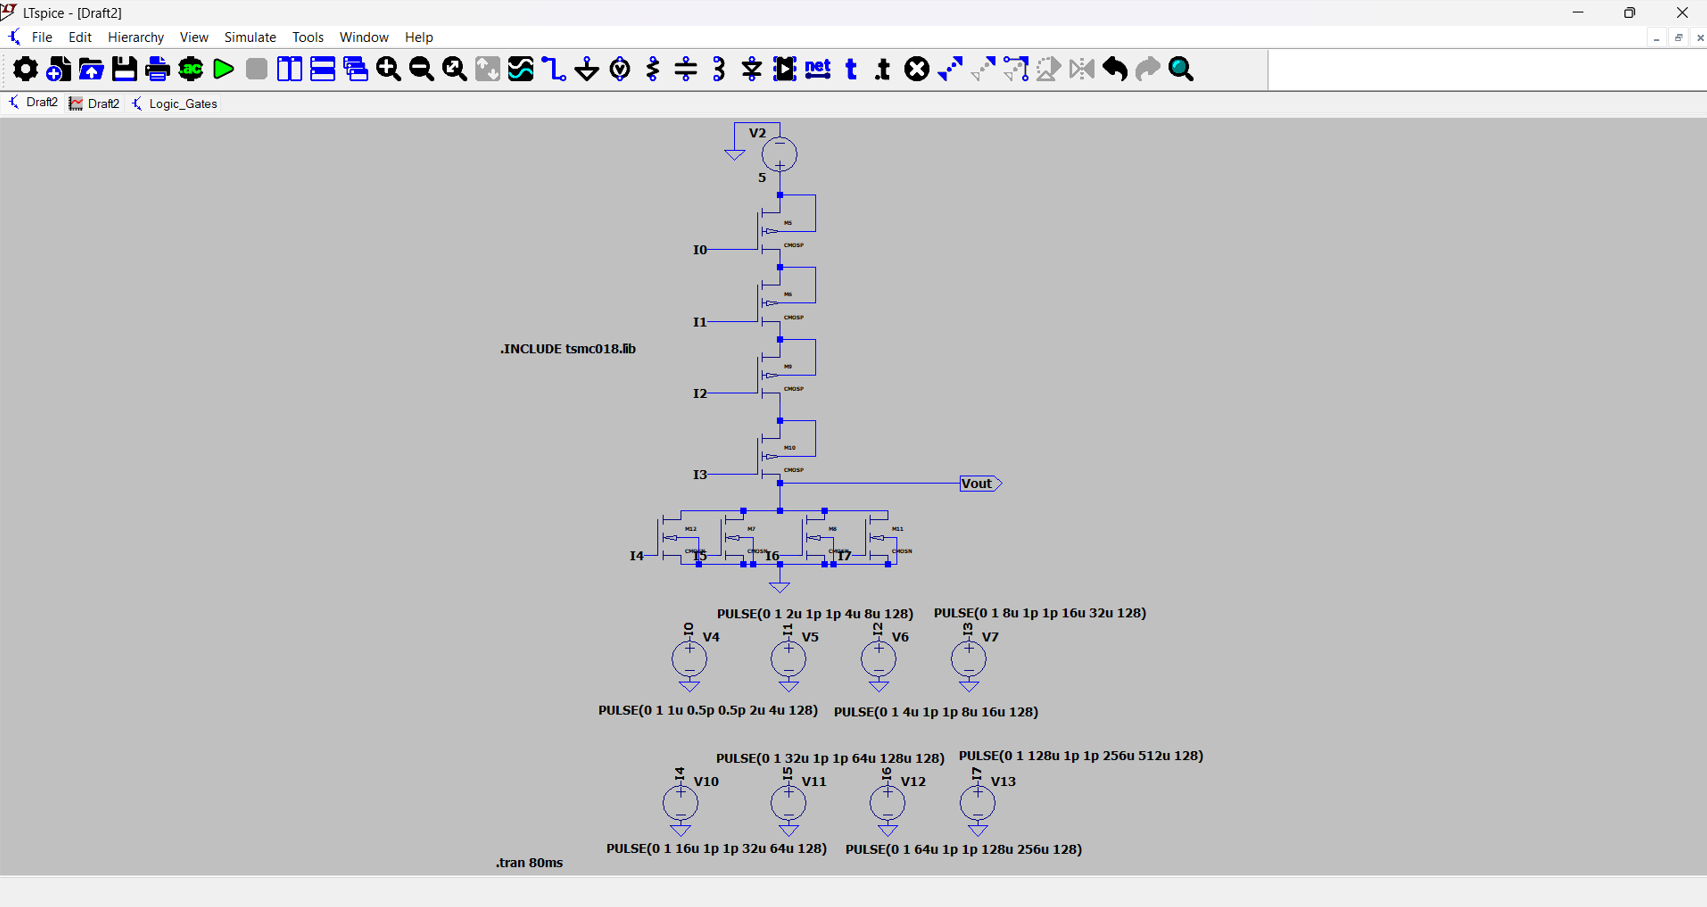 LTspice - [Draft2]
File Edit Hierarchy View Simulate Tools Window Help
.ac net t .t
Draft2 Draft2 Logic_Gates
V2
5
M5
CMOSP
I0
M6
CMOSP
I1
.INCLUDE tsmc018.lib
M9
CMOSP
I2
M10
CMOSP
I3
Vout
M12 M7 M8 M11
CMOSN CMOSN CMOSN CMOSN
I4 I5 I6 I7
PULSE(0 1 2u 1p 1p 4u 8u 128) PULSE(0 1 8u 1p 1p 16u 32u 128)
I0 V4 I1 V5 I2 V6 I3 V7
PULSE(0 1 1u 0.5p 0.5p 2u 4u 128) PULSE(0 1 4u 1p 1p 8u 16u 128)
PULSE(0 1 32u 1p 1p 64u 128u 128) PULSE(0 1 128u 1p 1p 256u 512u 128)
I4 V10 I5 V11 I6 V12 I7 V13
PULSE(0 1 16u 1p 1p 32u 64u 128) PULSE(0 1 64u 1p 1p 128u 256u 128)
.tran 80ms